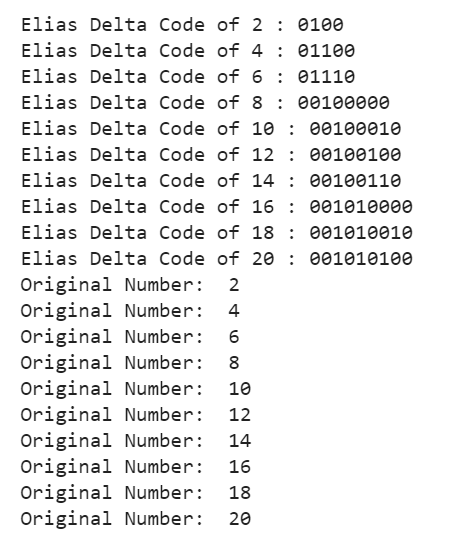 Elias Delta Code of 2 : 0100
Elias Delta Code of 4 : 01100
Elias Delta Code of 6 : 01110
Elias Delta Code of 8 : 00100000
Elias Delta Code of 10 : 00100010
Elias Delta Code of 12 : 00100100
Elias Delta Code of 14 : 00100110
Elias Delta Code of 16 : 001010000
Elias Delta Code of 18 : 001010010
Elias Delta Code of 20 : 001010100
Original Number:  2
Original Number:  4
Original Number:  6
Original Number:  8
Original Number:  10
Original Number:  12
Original Number:  14
Original Number:  16
Original Number:  18
Original Number:  20